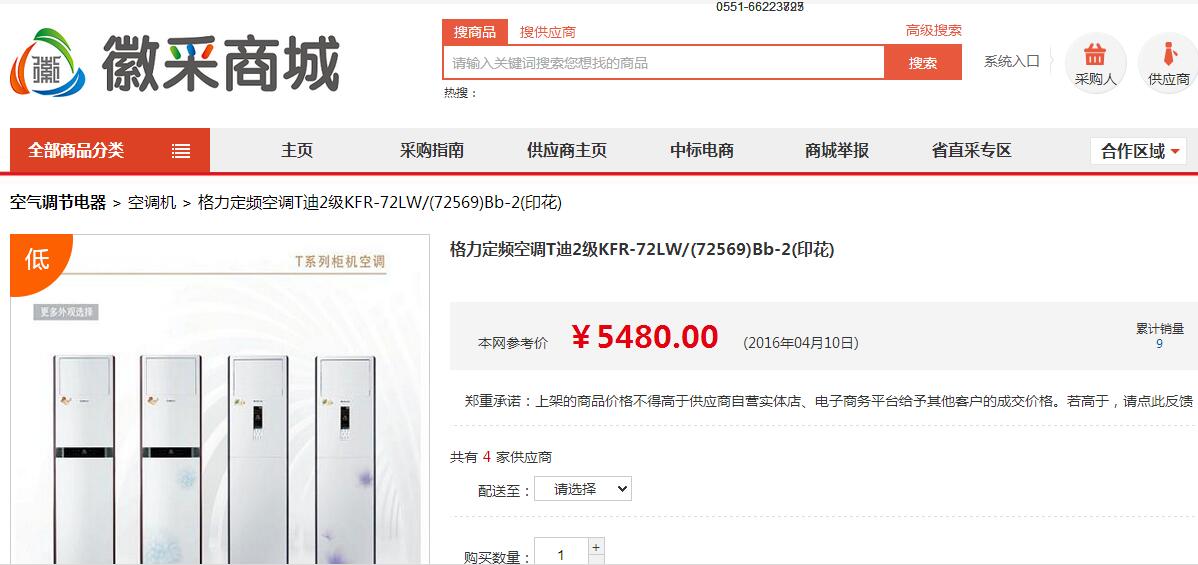 0551-66223
徽采商城
搜商品 搜供应商 高级搜索
请输入关键词搜索您想找的商品 搜索
热搜：
系统入口 采购人 供应商
全部商品分类 主页 采购指南 供应商主页 中标电商 商城举报 省直采专区 合作区域
空气调节电器 > 空调机 > 格力定频空调T迪2级KFR-72LW/(72569)Bb-2(印花)
低
T系列柜机空调
更多外观选择
格力定频空调T迪2级KFR-72LW/(72569)Bb-2(印花)
本网参考价 ￥5480.00 (2016年04月10日)
累计销量
9
郑重承诺：上架的商品价格不得高于供应商自营实体店、电子商务平台给予其他客户的成交价格。若高于，请点此反馈
共有 4 家供应商
配送至： 请选择
购买数量： 1 +